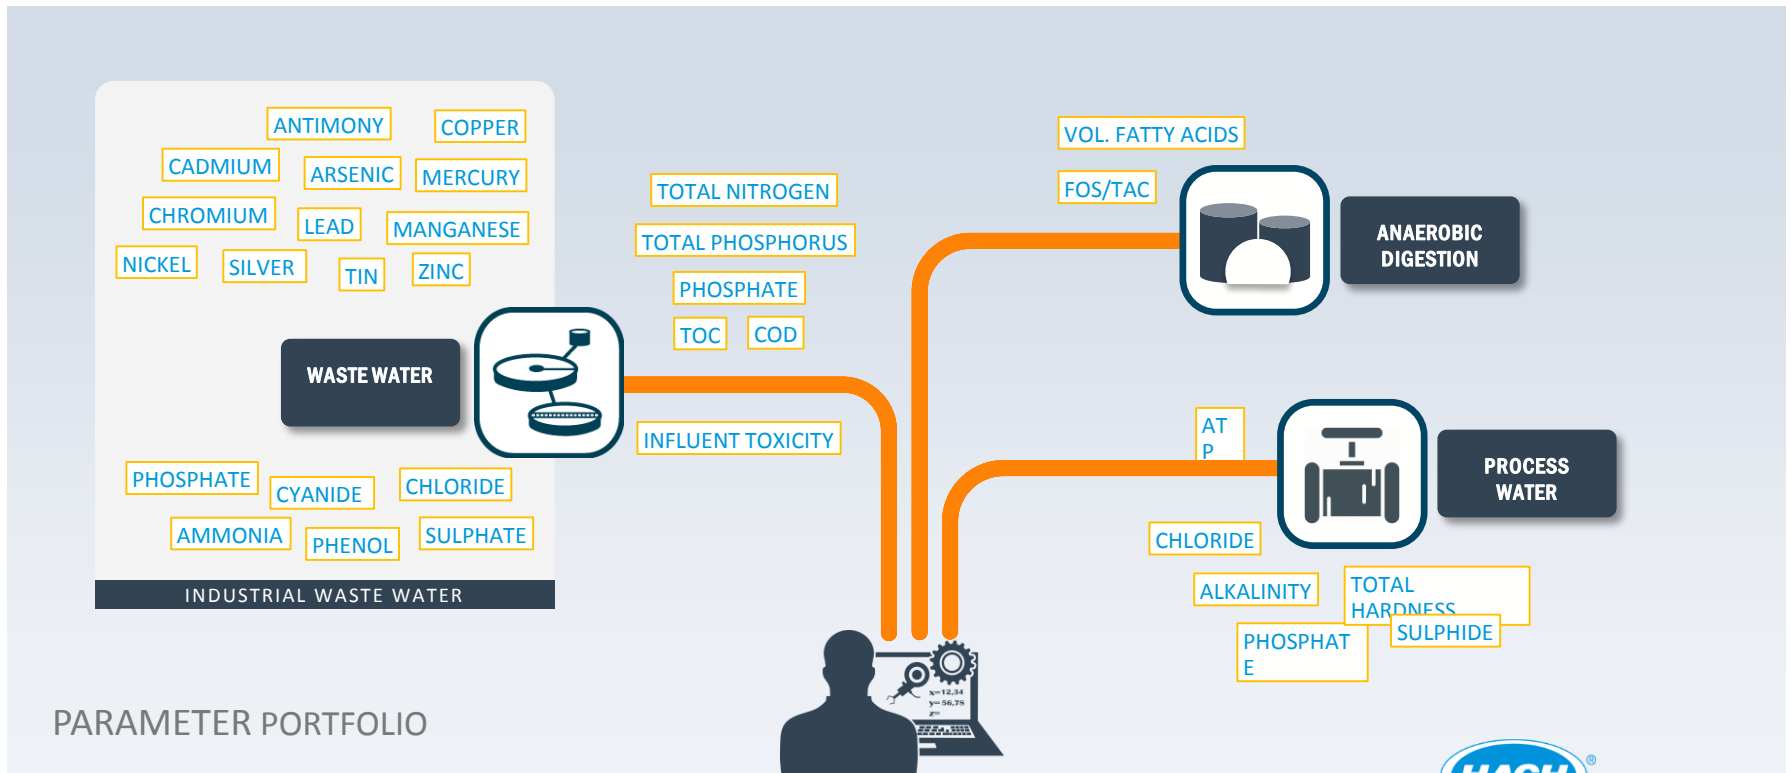 ANTIMONY
COPPER
CADMIUM
ARSENIC
MERCURY
CHROMIUM
LEAD
MANGANESE
NICKEL
SILVER
TIN
ZINC
WASTE WATER
PHOSPHATE
CYANIDE
CHLORIDE
AMMONIA
PHENOL
SULPHATE
INDUSTRIAL WASTE WATER
TOTAL NITROGEN
TOTAL PHOSPHORUS
PHOSPHATE
TOC
COD
INFLUENT TOXICITY
VOL. FATTY ACIDS
FOS/TAC
ANAEROBIC
DIGESTION
AT
P
PROCESS
WATER
CHLORIDE
ALKALINITY
TOTAL
HARDNESS
SULPHIDE
PHOSPHAT
E
x=12,34
y=56,78
z=
PARAMETER PORTFOLIO
HACH
®